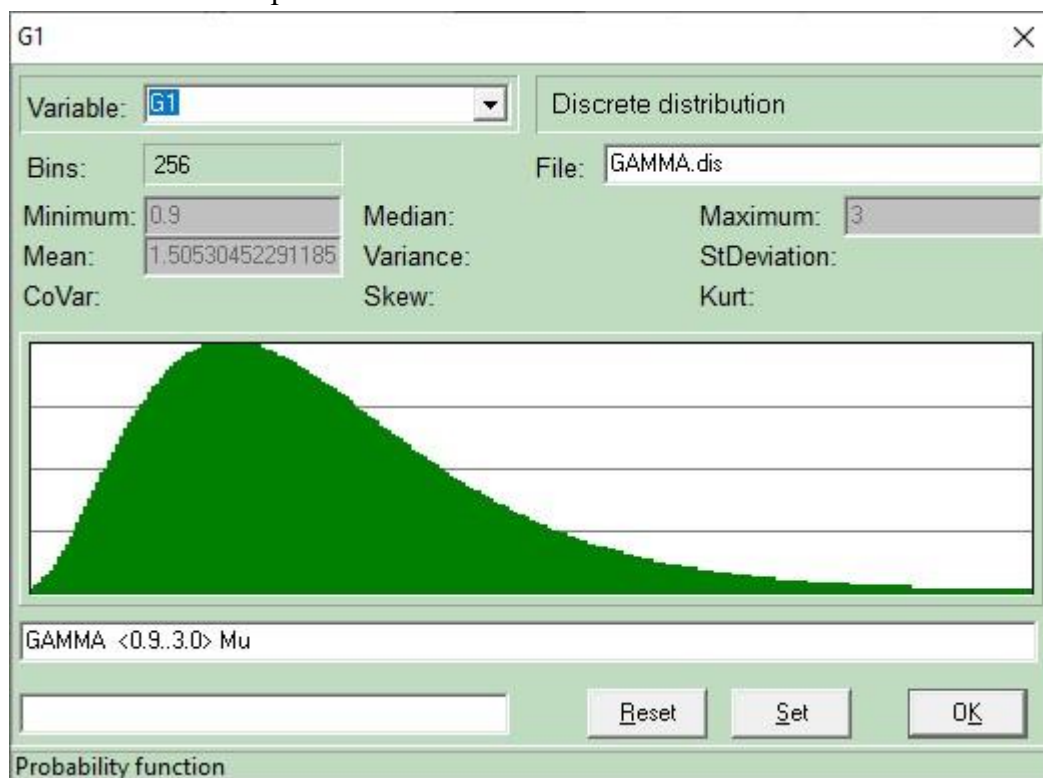 G1
Variable: G1 Discrete distribution
Bins: 256 File: GAMMA.dis
Minimum: 0.9 Median: Maximum: 3
Mean: 1.50530452291185 Variance: StDeviation:
CoVar: Skew: Kurt:
GAMMA <0.9..3.0> Mu
Reset Set OK
Probability function